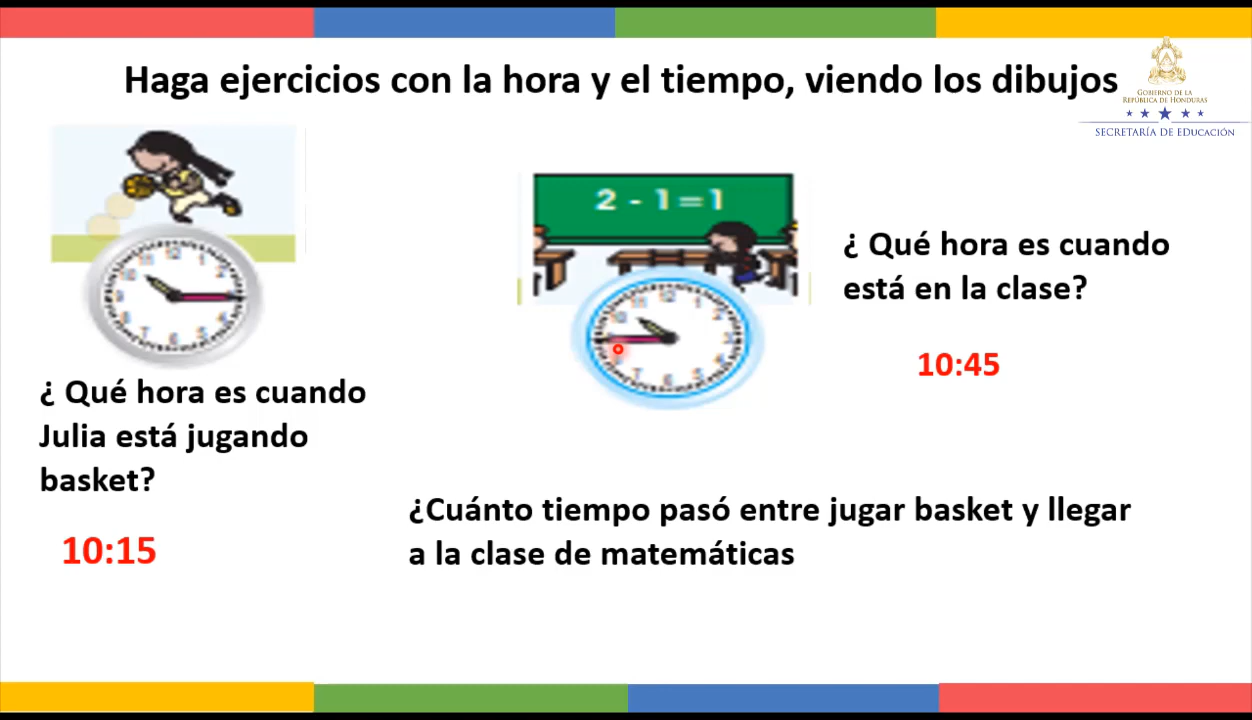 Haga ejercicios con la hora y el tiempo, viendo los dibujos
GOBIERNO DE LA
REPÚBLICA DE HONDURAS
SECRETARÍA DE EDUCACIÓN
2 - 1 = 1
¿ Qué hora es cuando
está en la clase?
10:45
¿ Qué hora es cuando
Julia está jugando
basket?
10:15
¿Cuánto tiempo pasó entre jugar basket y llegar
a la clase de matemáticas